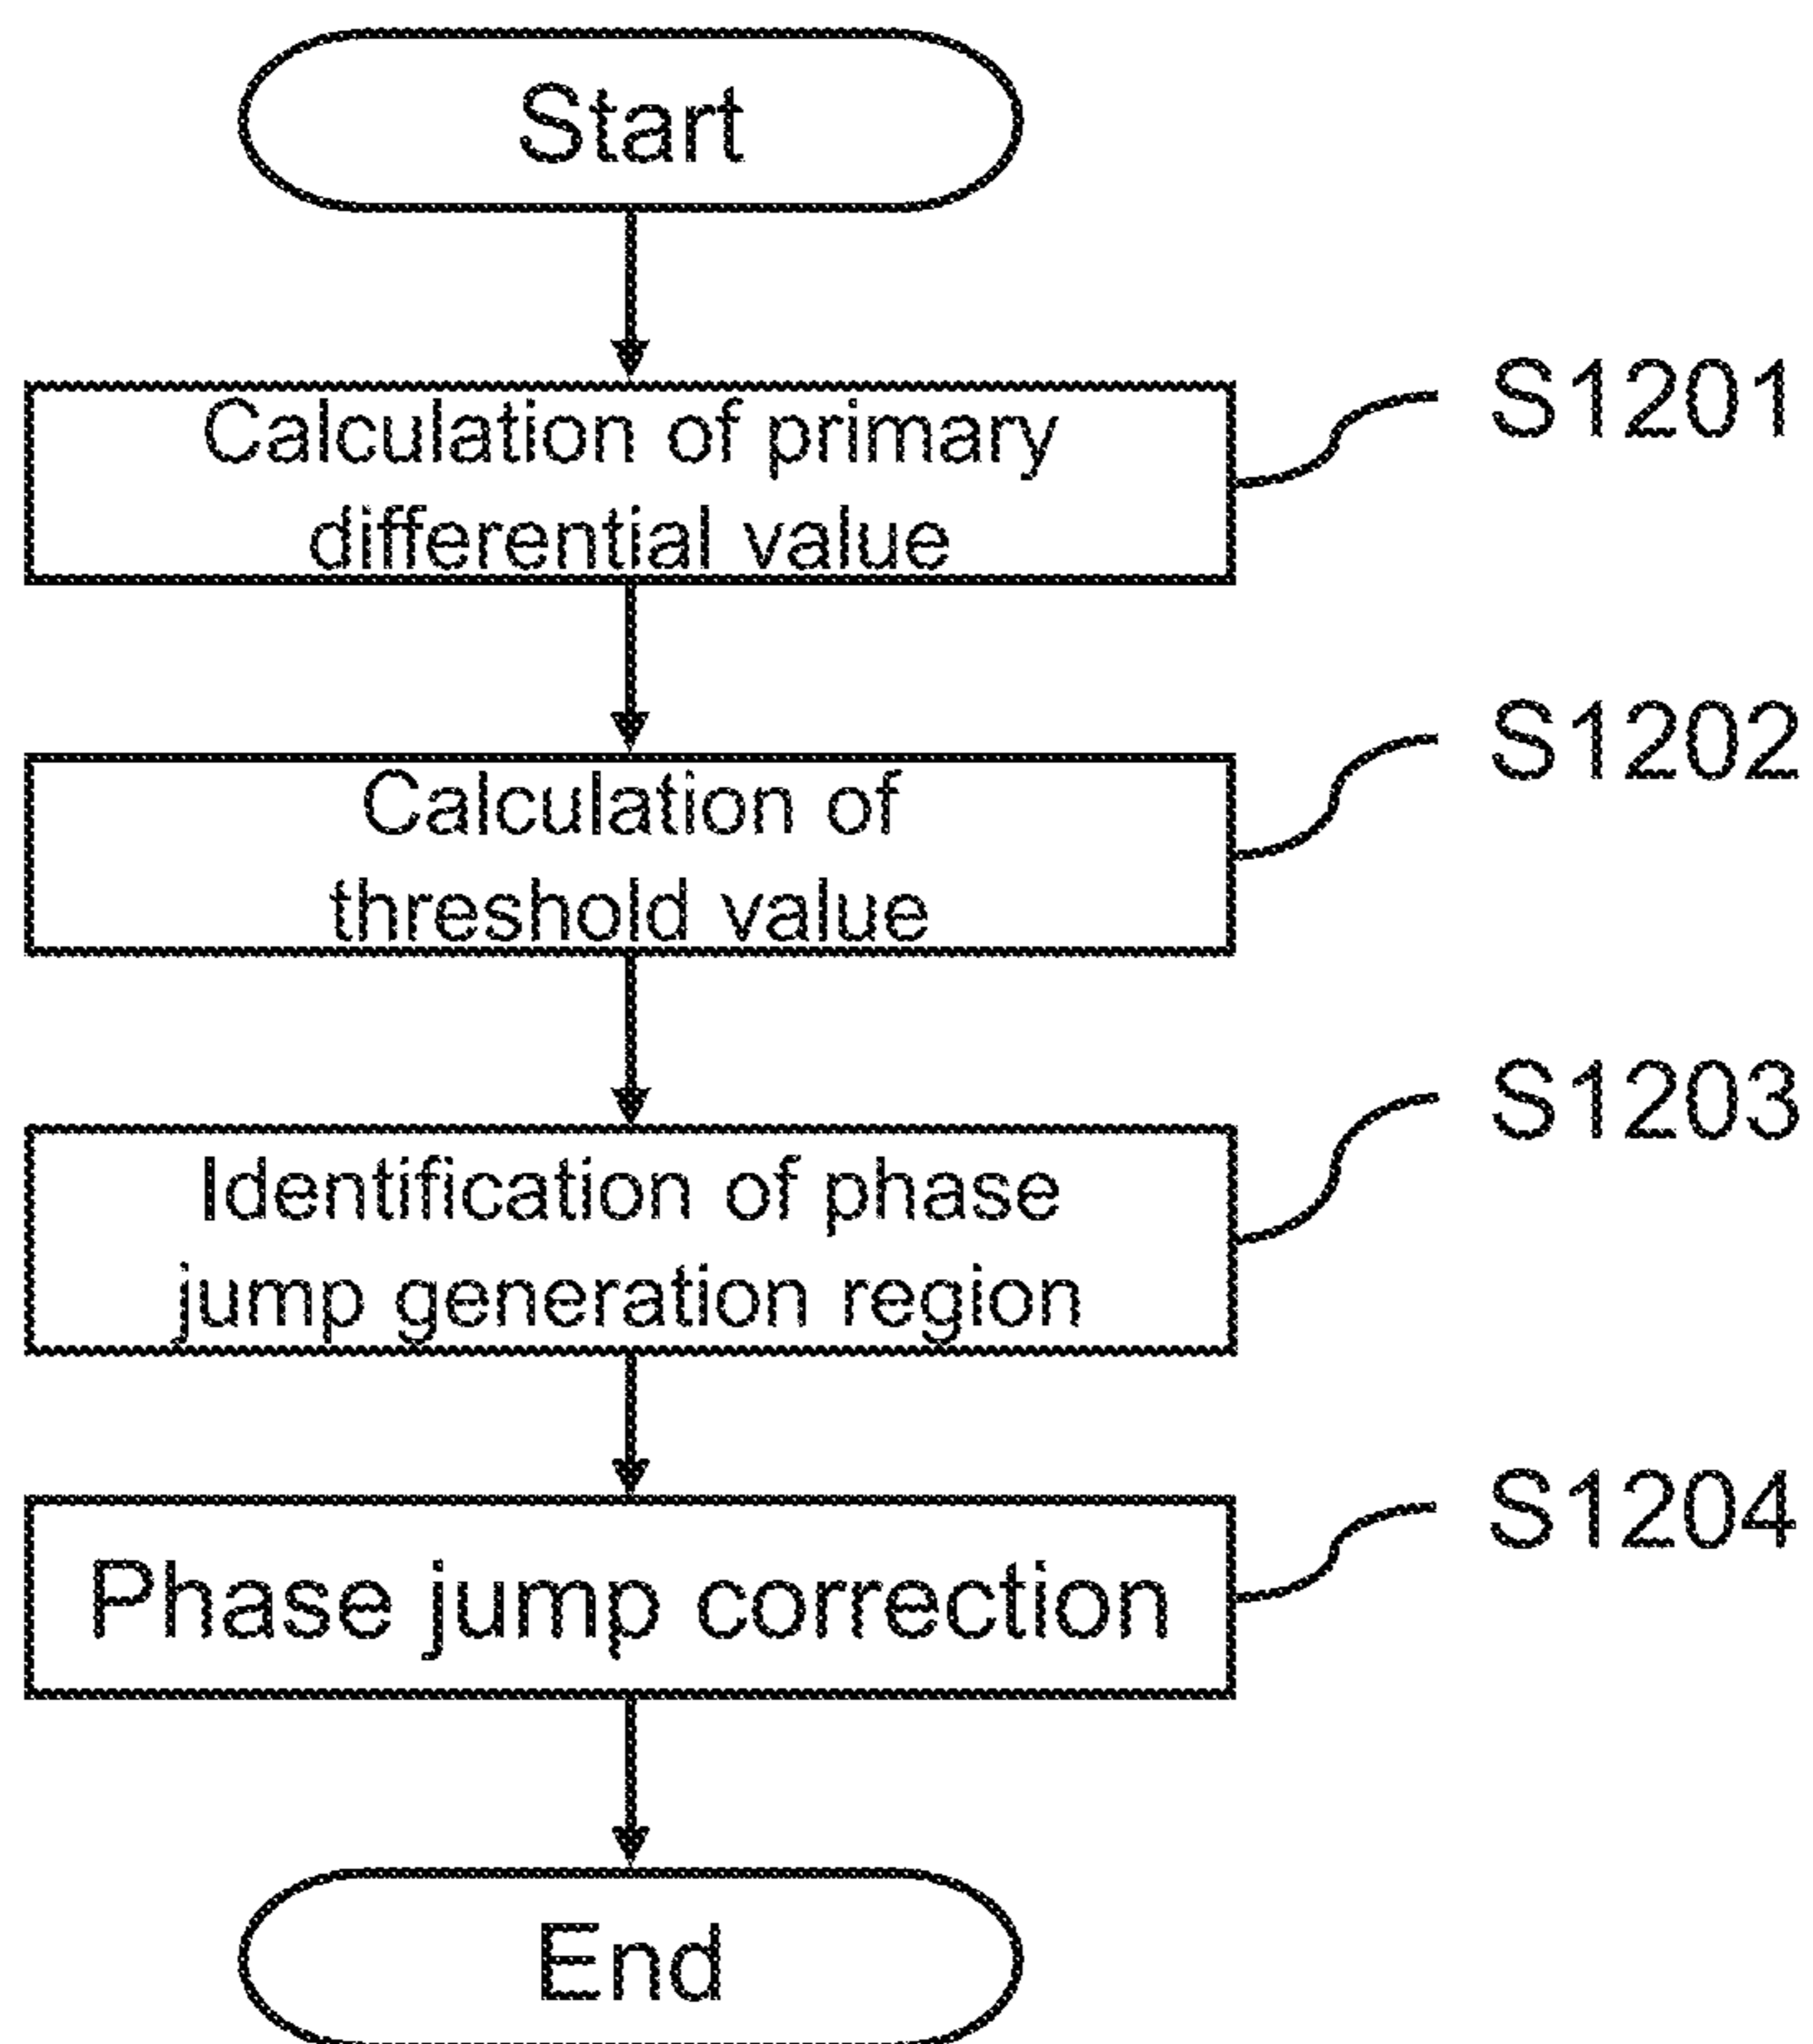 Start
Calculation of primary
differential value
S1201
Calculation of
threshold value
S1202
Identification of phase
jump generation region
S1203
Phase jump correction
S1204
End